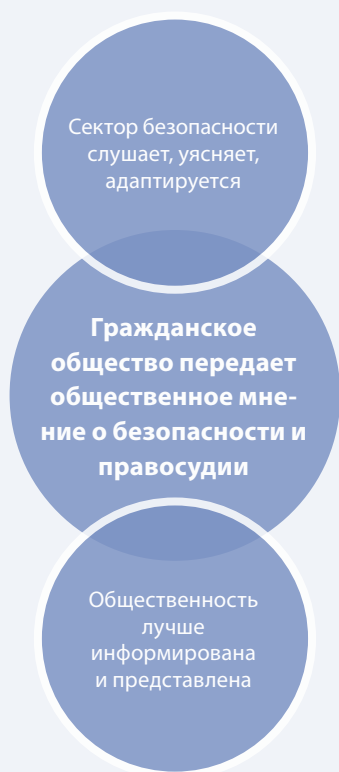 Сектор безопасности
слушает, уясняет,
адаптируется
Гражданское
общество передает
общественное мне-
ние о безопасности и
правосудии
Общественность
лучше
информирована
и представлена